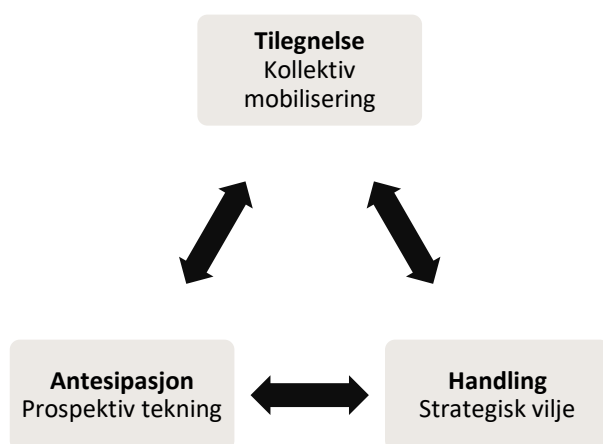 Tilegnelse
Kollektiv
mobilisering
Antesipasjon
Prospektiv tekning
Handling
Strategisk vilje